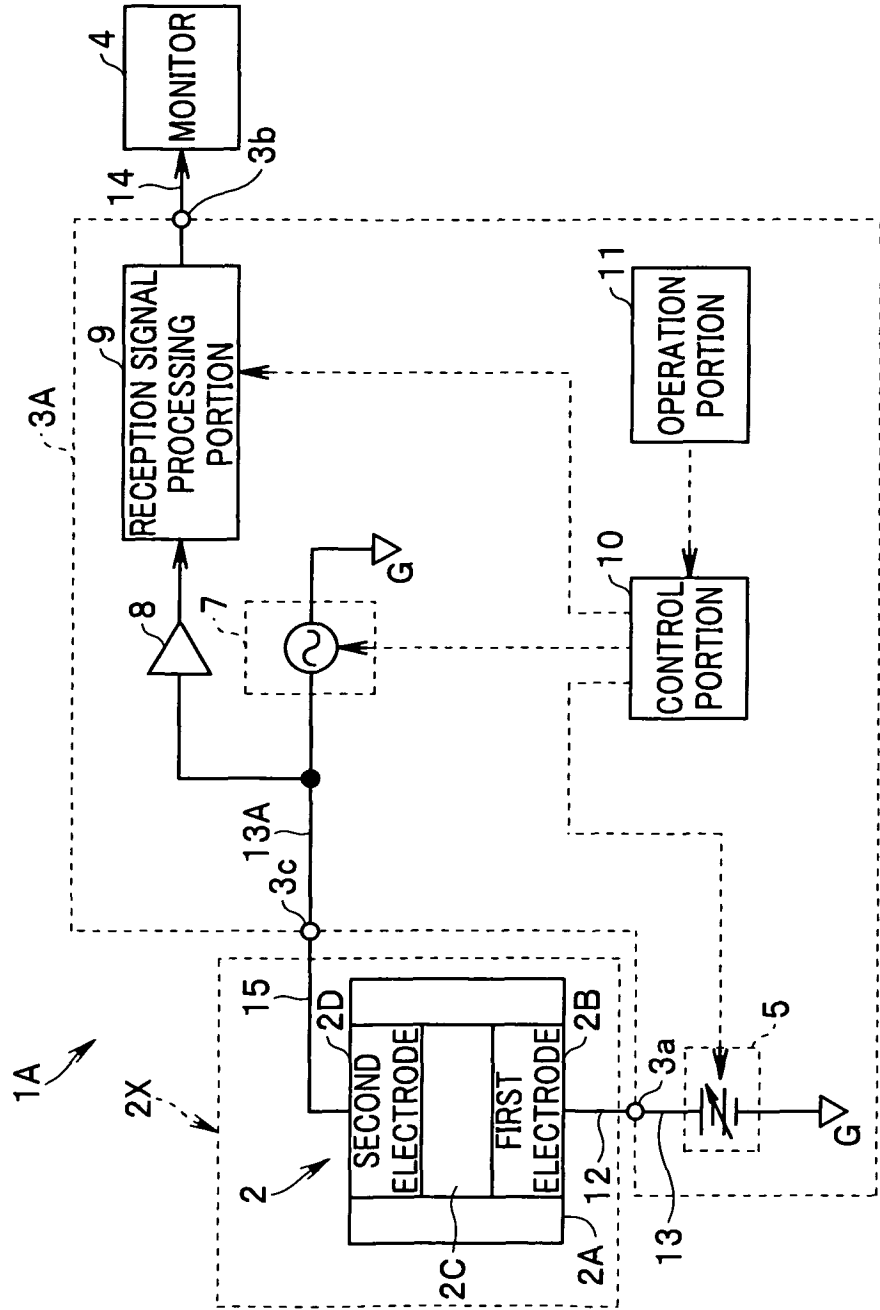 1A
2X
2
2D
15
SECOND
ELECTRODE
2C
FIRST
ELECTRODE
2A
2B
12
3a
13
5
G
3c
13A
3A
8
7
G
9
RECEPTION SIGNAL
PROCESSING
PORTION
14
3b
4
MONITOR
10
CONTROL
PORTION
11
OPERATION
PORTION